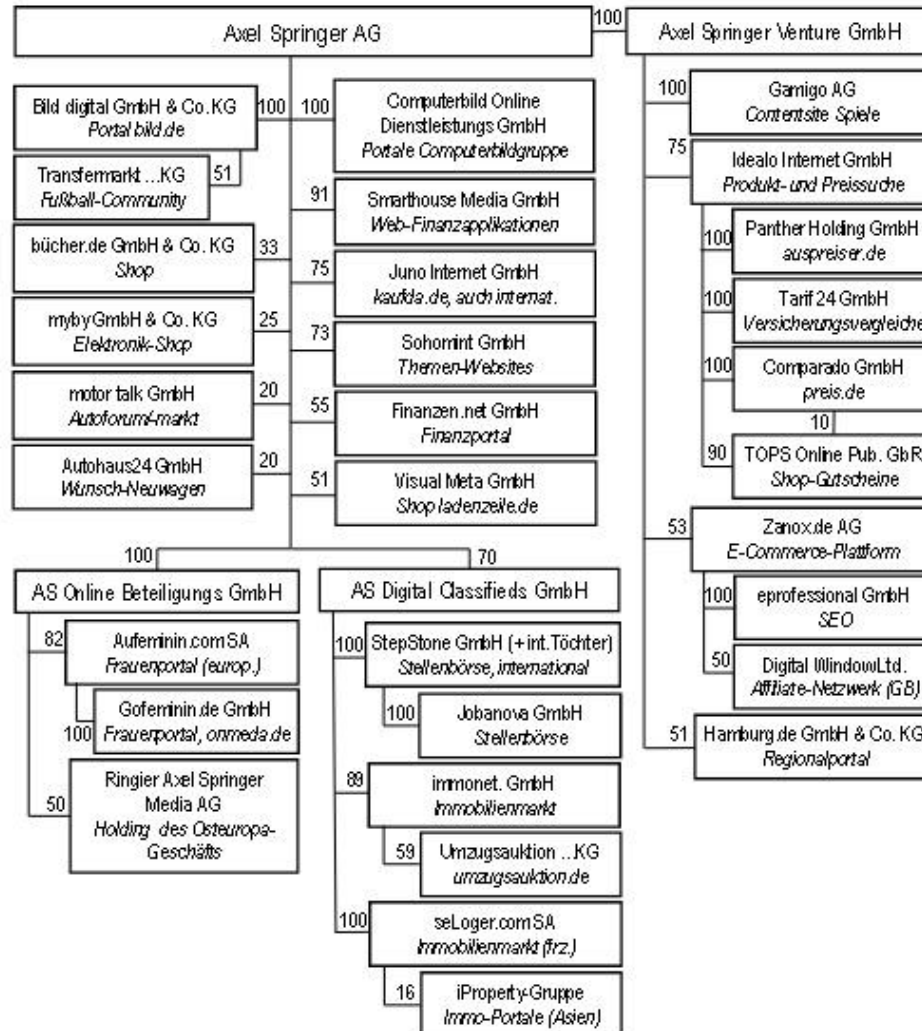 Axel Springer AG
100
Axel Springer Venture GmbH
Bild digital GmbH & Co. KG
Portal bild.de
100
Transfermarkt ...KG
Fußball-Community
51
bücher.de GmbH & Co. KG
Shop
33
myby GmbH & Co. KG
Elektronik-Shop
25
motor talk GmbH
Autoforum/-markt
20
Autohaus24 GmbH
Wunsch-Neuwagen
20
100
Computerbild Online
Dienstleistungs GmbH
Portale Computerbildgruppe
91
Smarthouse Media GmbH
Web-Finanzapplikationen
75
Juno Internet GmbH
kaufda.de, auch internat.
73
Sohomint GmbH
Themen-Websites
55
Finanzen.net GmbH
Finanzportal
51
Visual Meta GmbH
Shop ladenzeile.de
100
AS Online Beteiligungs GmbH
82
Aufeminin.com SA
Frauenportal (europ.)
100
Gofeminin.de GmbH
Frauenportal, onmeda.de
50
Ringier Axel Springer
Media AG
Holding des Osteuropa-
Geschäfts
70
AS Digital Classifieds GmbH
100
StepStone GmbH (+ int. Töchter)
Stellenbörse, international
100
Jobanova GmbH
Stellenbörse
89
immonet. GmbH
Immobilienmarkt
59
Umzugsauktion ...KG
umzugsauktion.de
100
seLoger.com SA
Immobilienmarkt (frz.)
16
iProperty-Gruppe
Immo-Portale (Asien)
100
Gamigo AG
Contentsite Spiele
75
Idealo Internet GmbH
Produkt- und Preissuche
100
Panther Holding GmbH
auspreiser.de
100
Tarif 24 GmbH
Versicherungsvergleiche
100
Comparado GmbH
preis.de
10
90
TOPS Online Pub. GbR
Shop-Gutscheine
53
Zanox.de AG
E-Commerce-Plattform
100
eprofessional GmbH
SEO
50
Digital Window Ltd.
Affiliate-Netzwerk (GB)
51
Hamburg.de GmbH & Co. KG
Regionalportal